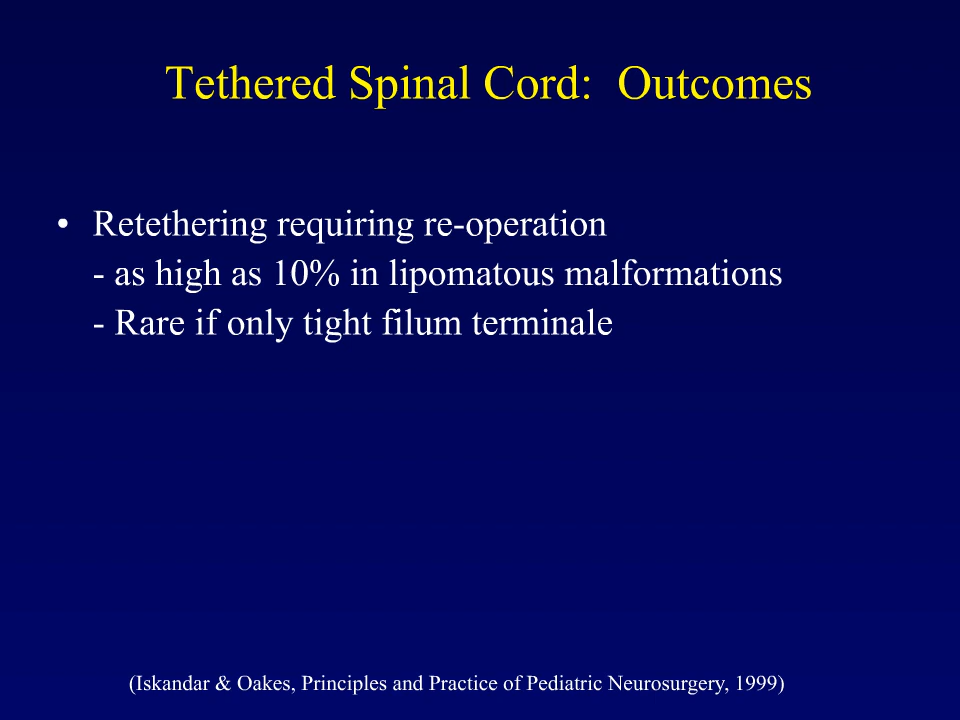 Tethered Spinal Cord:  Outcomes
• Retethering requiring re-operation
- as high as 10% in lipomatous malformations
- Rare if only tight filum terminale
(Iskandar & Oakes, Principles and Practice of Pediatric Neurosurgery, 1999)